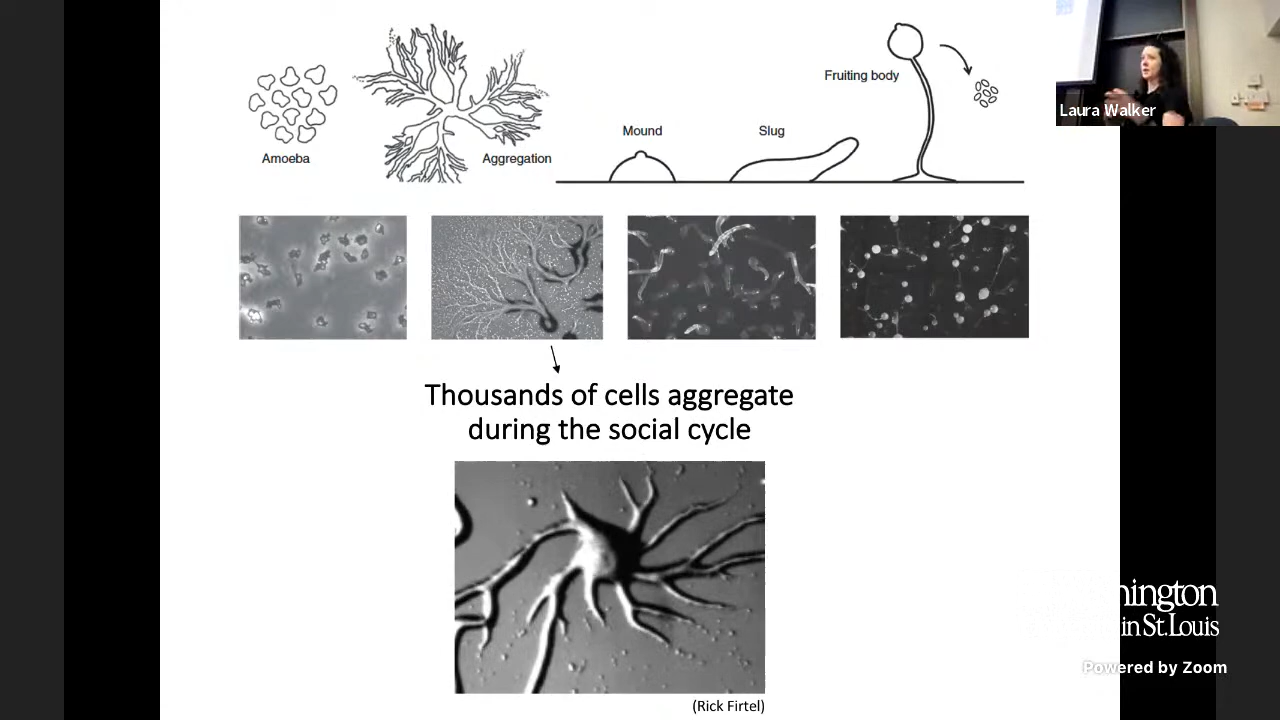 Fruiting body
Laura Walker
Mound
Slug
Amoeba
Aggregation
Thousands of cells aggregate
during the social cycle
in St.Louis
Powered by Zoom
(Rick Firtel)